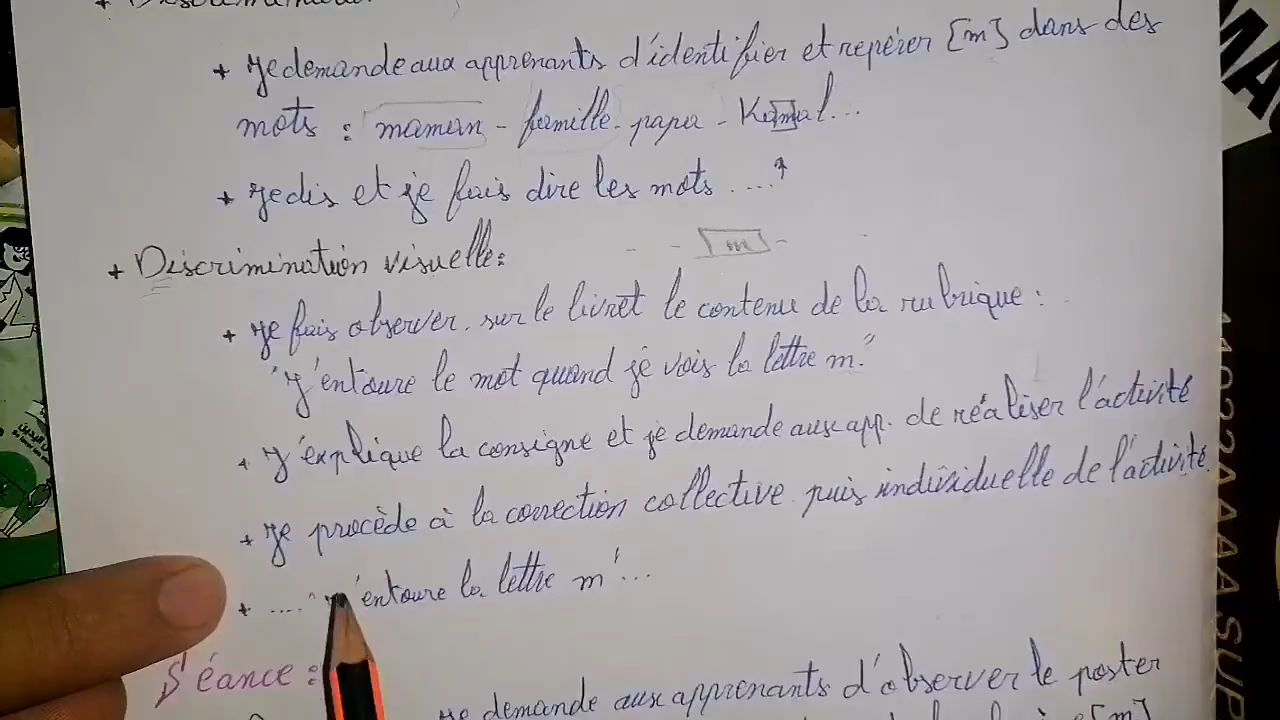 + je demande aux apprenants d'identifier et repérer [m] dans des
mots : maman - famille - papa - Kamal...
+ je dis et je fais dire les mots ....
[m]
+ Discrimination visuelle :
+ je fais observer, sur le livret le contenu de la rubrique :
"J'entoure le mot quand je vois la lettre m."
+ J'explique la consigne et je demande aux app. de réaliser l'activité
+ je procède à la correction collective puis individuelle de l'activité.
+ .... "J'entoure la lettre m"...
Séance :
je demande aux apprenants d'observer le poster
[m]